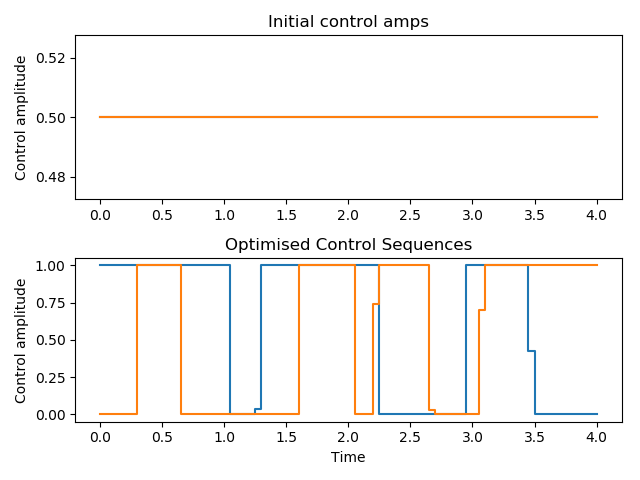 Initial control amps
Control amplitude
0.52
0.50
0.48
0.0 0.5 1.0 1.5 2.0 2.5 3.0 3.5 4.0
Optimised Control Sequences
Control amplitude
1.00
0.75
0.50
0.25
0.00
0.0 0.5 1.0 1.5 2.0 2.5 3.0 3.5 4.0
Time